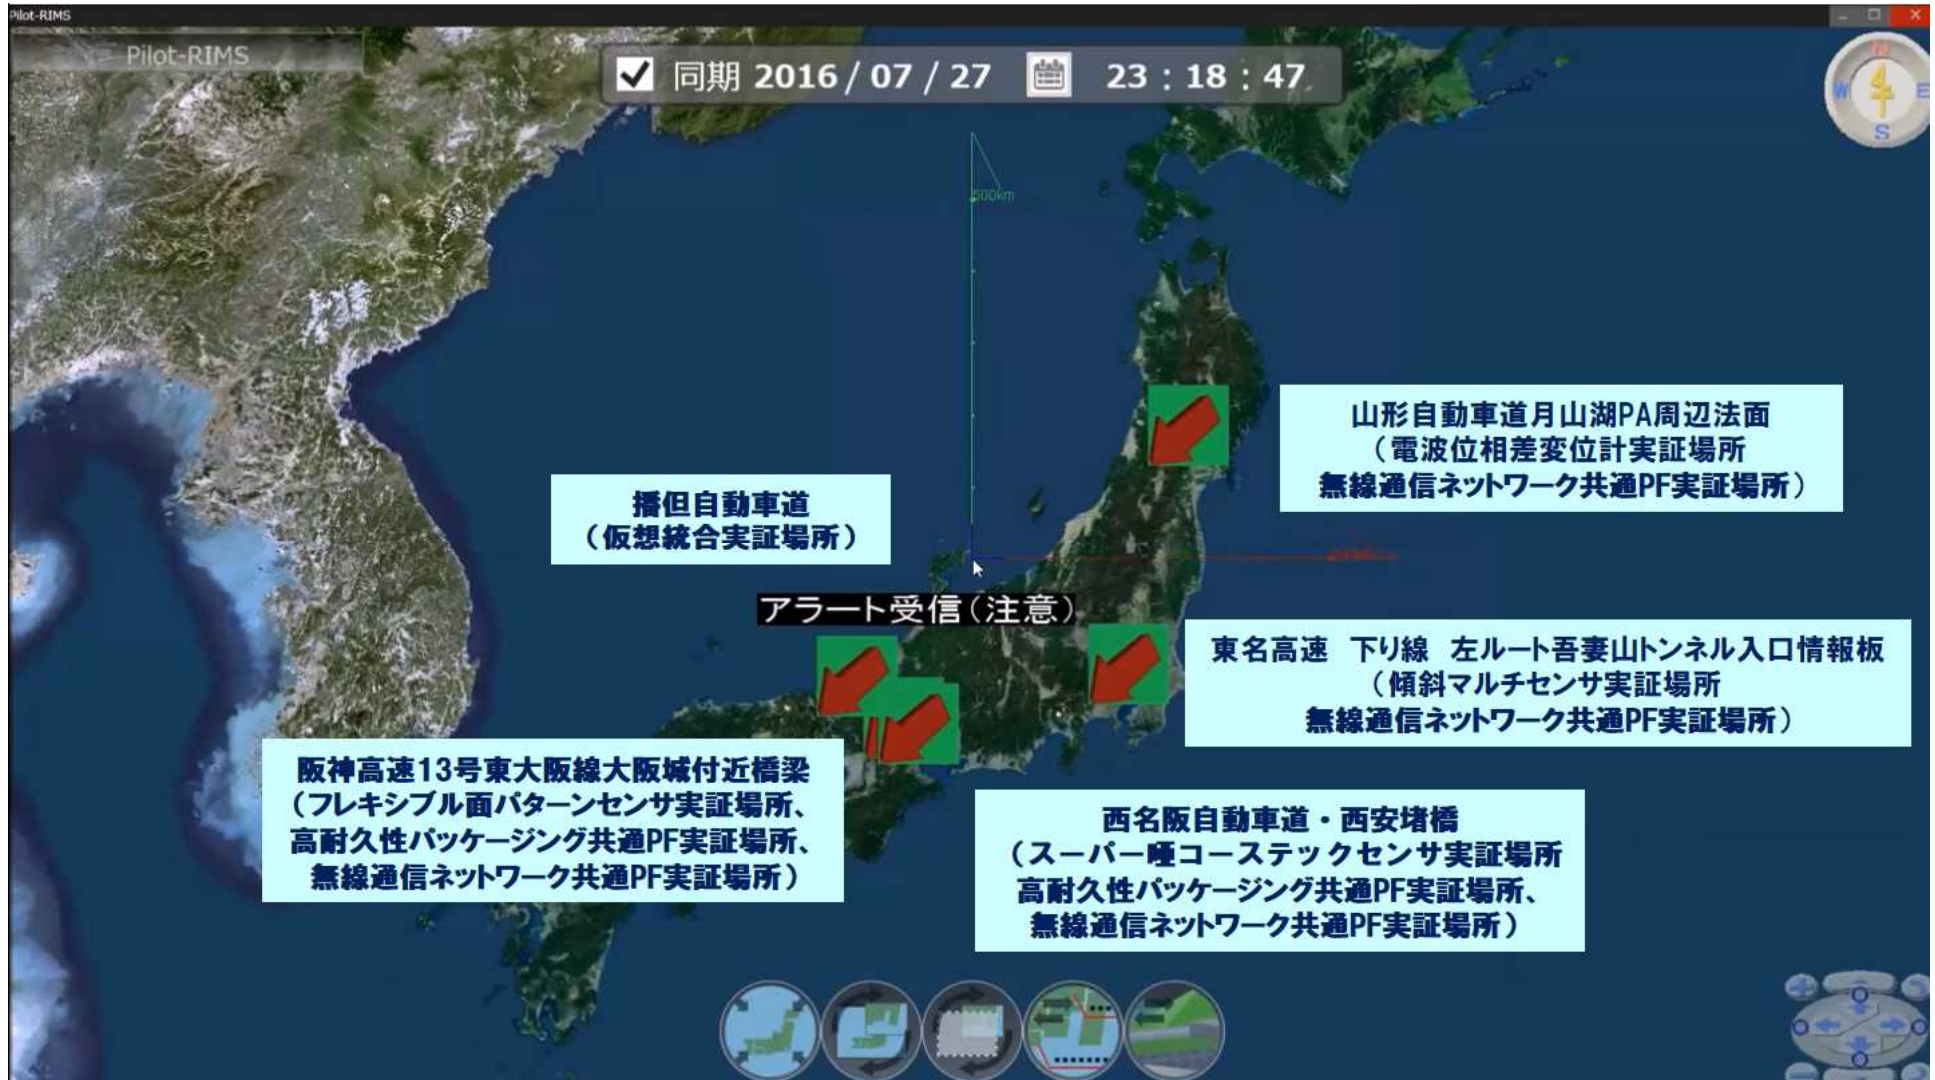 Pilot-RIMS
Pilot-RIMS
同期 2016 / 07 / 27 23 : 18 : 47
N
W E
S
500km
山形自動車道月山湖PA周辺法面
（電波位相差変位計実証場所
無線通信ネットワーク共通PF実証場所）
播但自動車道
（仮想統合実証場所）
アラート受信（注意）
東名高速 下り線 左ルート吾妻山トンネル入口情報板
（傾斜マルチセンサ実証場所
無線通信ネットワーク共通PF実証場所）
阪神高速13号東大阪線大阪城付近橋梁
（フレキシブル面パターンセンサ実証場所、
高耐久性パッケージング共通PF実証場所、
無線通信ネットワーク共通PF実証場所）
西名阪自動車道・西安堵橋
（スーパー唖コーステックセンサ実証場所
高耐久性パッケージング共通PF実証場所、
無線通信ネットワーク共通PF実証場所）